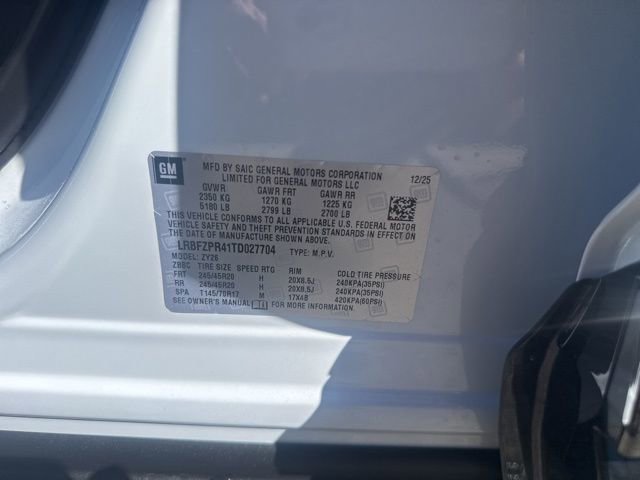 GM
MFD BY SAIC GENERAL MOTORS CORPORATION LIMITED FOR GENERAL MOTORS LLC
12/25
GVWR GAWR FRT GAWR RR
2350 KG 1270 KG 1225 KG
5180 LB 2799 LB 2700 LB
THIS VEHICLE CONFORMS TO ALL APPLICABLE U.S. FEDERAL MOTOR
VEHICLE SAFETY AND THEFT PREVENTION STANDARDS IN EFFECT ON
THE DATE OF MANUFACTURE SHOWN ABOVE.
LRBFZPR41TD027704 TYPE: M.P.V.
MODEL: ZY26
ZBSC TIRE SIZE SPEED RTG RIM COLD TIRE PRESSURE
FRT 245/45R20 H 20X8.5J 240KPA(35PSI)
RR 245/45R20 H 20X8.5J 240KPA(35PSI)
SPA T145/70R17 M 17X4B 420KPA(60PSI)
SEE OWNER'S MANUAL FOR MORE INFORMATION.